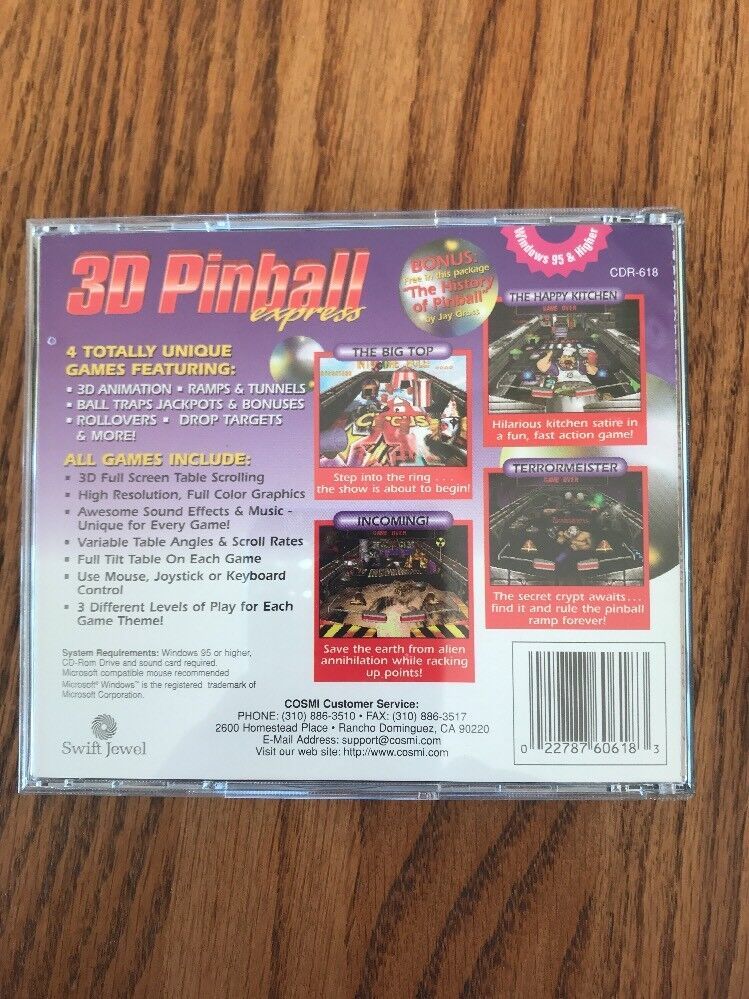 3D Pinball
express
BONUS:
Free in this package
"The History
of Pinball"
by Jay Gross
Windows 95 & Higher
CDR-618
4 TOTALLY UNIQUE
GAMES FEATURING:
• 3D ANIMATION • RAMPS & TUNNELS
• BALL TRAPS JACKPOTS & BONUSES
• ROLLOVERS • DROP TARGETS
& MORE!
ALL GAMES INCLUDE:
• 3D Full Screen Table Scrolling
• High Resolution, Full Color Graphics
• Awesome Sound Effects & Music -
Unique for Every Game!
• Variable Table Angles & Scroll Rates
• Full Tilt Table On Each Game
• Use Mouse, Joystick or Keyboard
Control
• 3 Different Levels of Play for Each
Game Theme!
THE BIG TOP
CIRCUS
Step into the ring . . . .
the show is about to begin!
THE HAPPY KITCHEN
GAME OVER
Hilarious kitchen satire in
a fun, fast action game!
INCOMING!
GAME OVER
Save the earth from alien
annihilation while racking
up points!
TERRORMEISTER
GAME OVER
The secret crypt awaits...
find it and rule the pinball
ramp forever!
System Requirements: Windows 95 or higher,
CD-Rom Drive and sound card required.
Microsoft compatible mouse recommended
Microsoft® Windows™ is the registered trademark of
Microsoft Corporation.
Swift Jewel
COSMI Customer Service:
PHONE: (310) 886-3510 • FAX: (310) 886-3517
2600 Homestead Place • Rancho Dominguez, CA 90220
E-Mail Address: support@cosmi.com
Visit our web site: http://www.cosmi.com
0 22787 60618 3